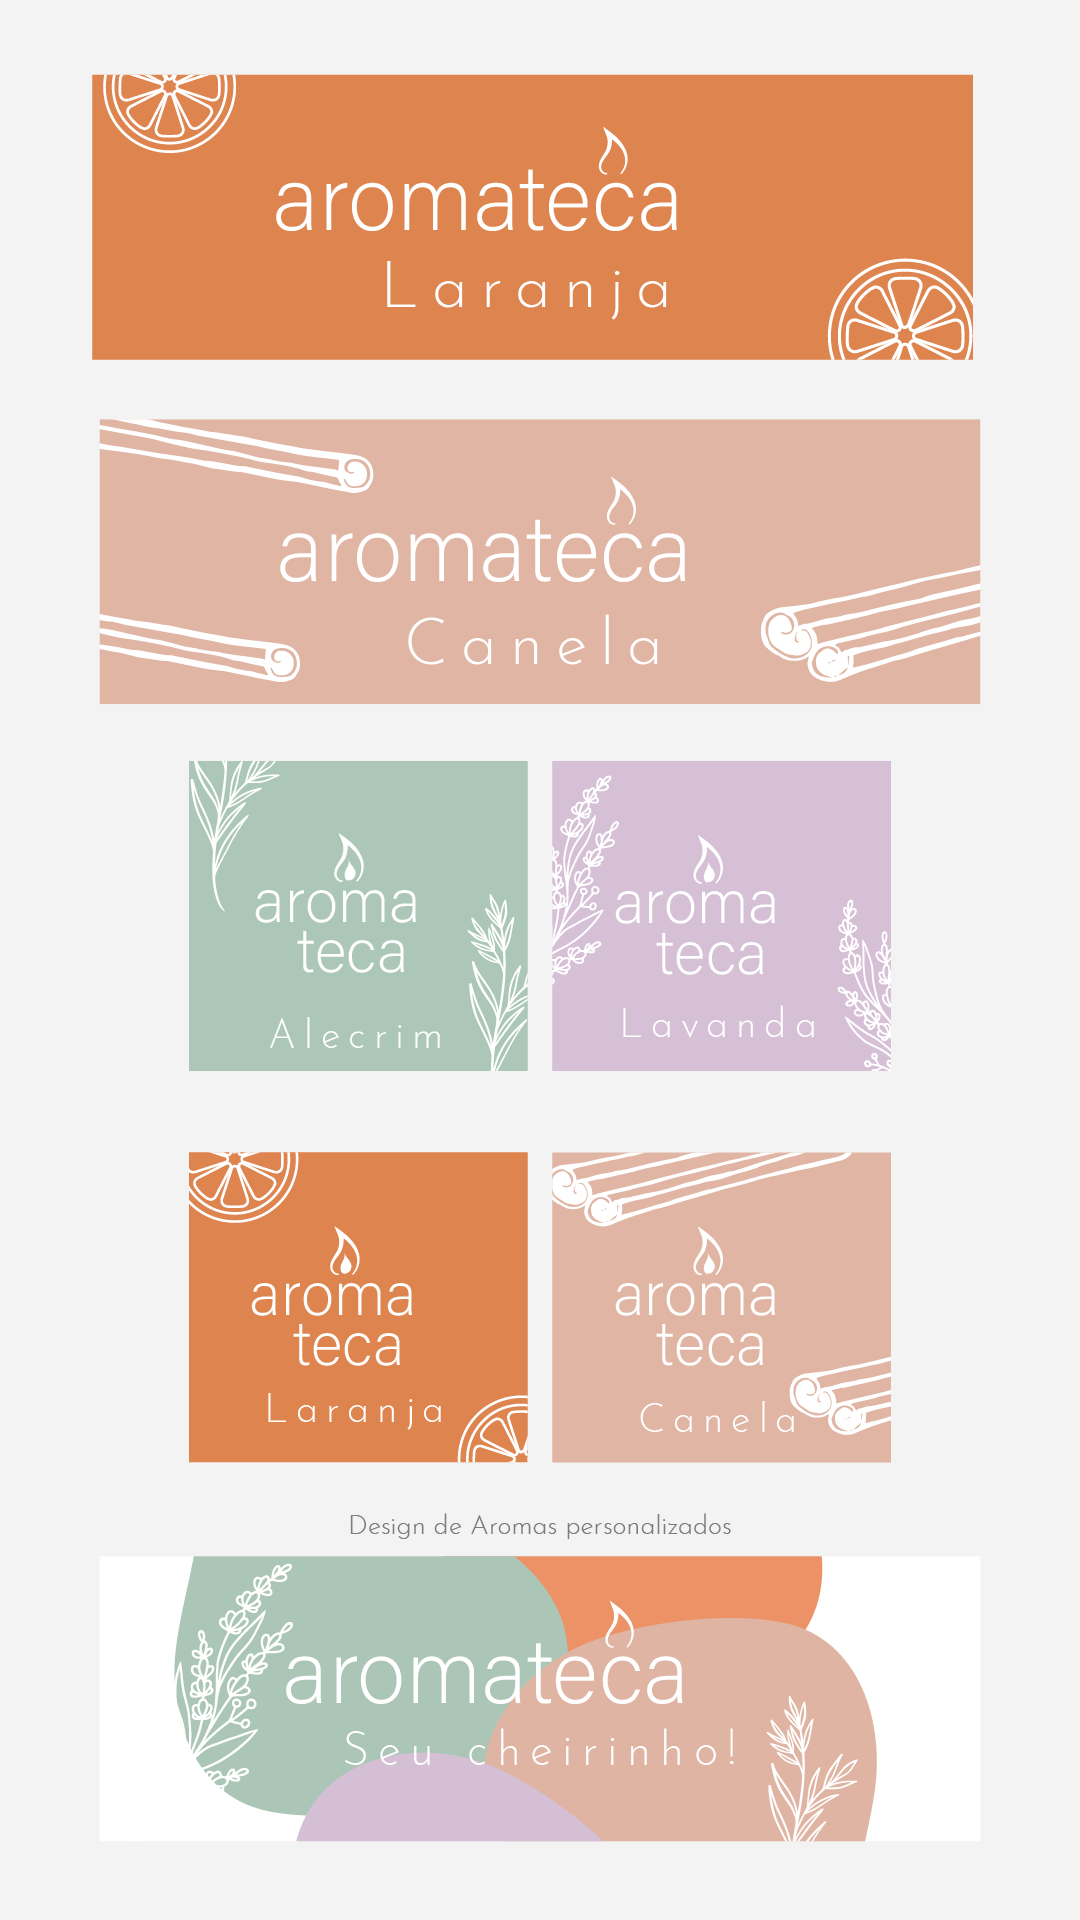 aromateca
Laranja
aromateca
Canela
aroma
teca
Alecrim
aroma
teca
Lavanda
aroma
teca
Laranja
aroma
teca
Canela
Design de Aromas personalizados
aromateca
Seu cheirinho!